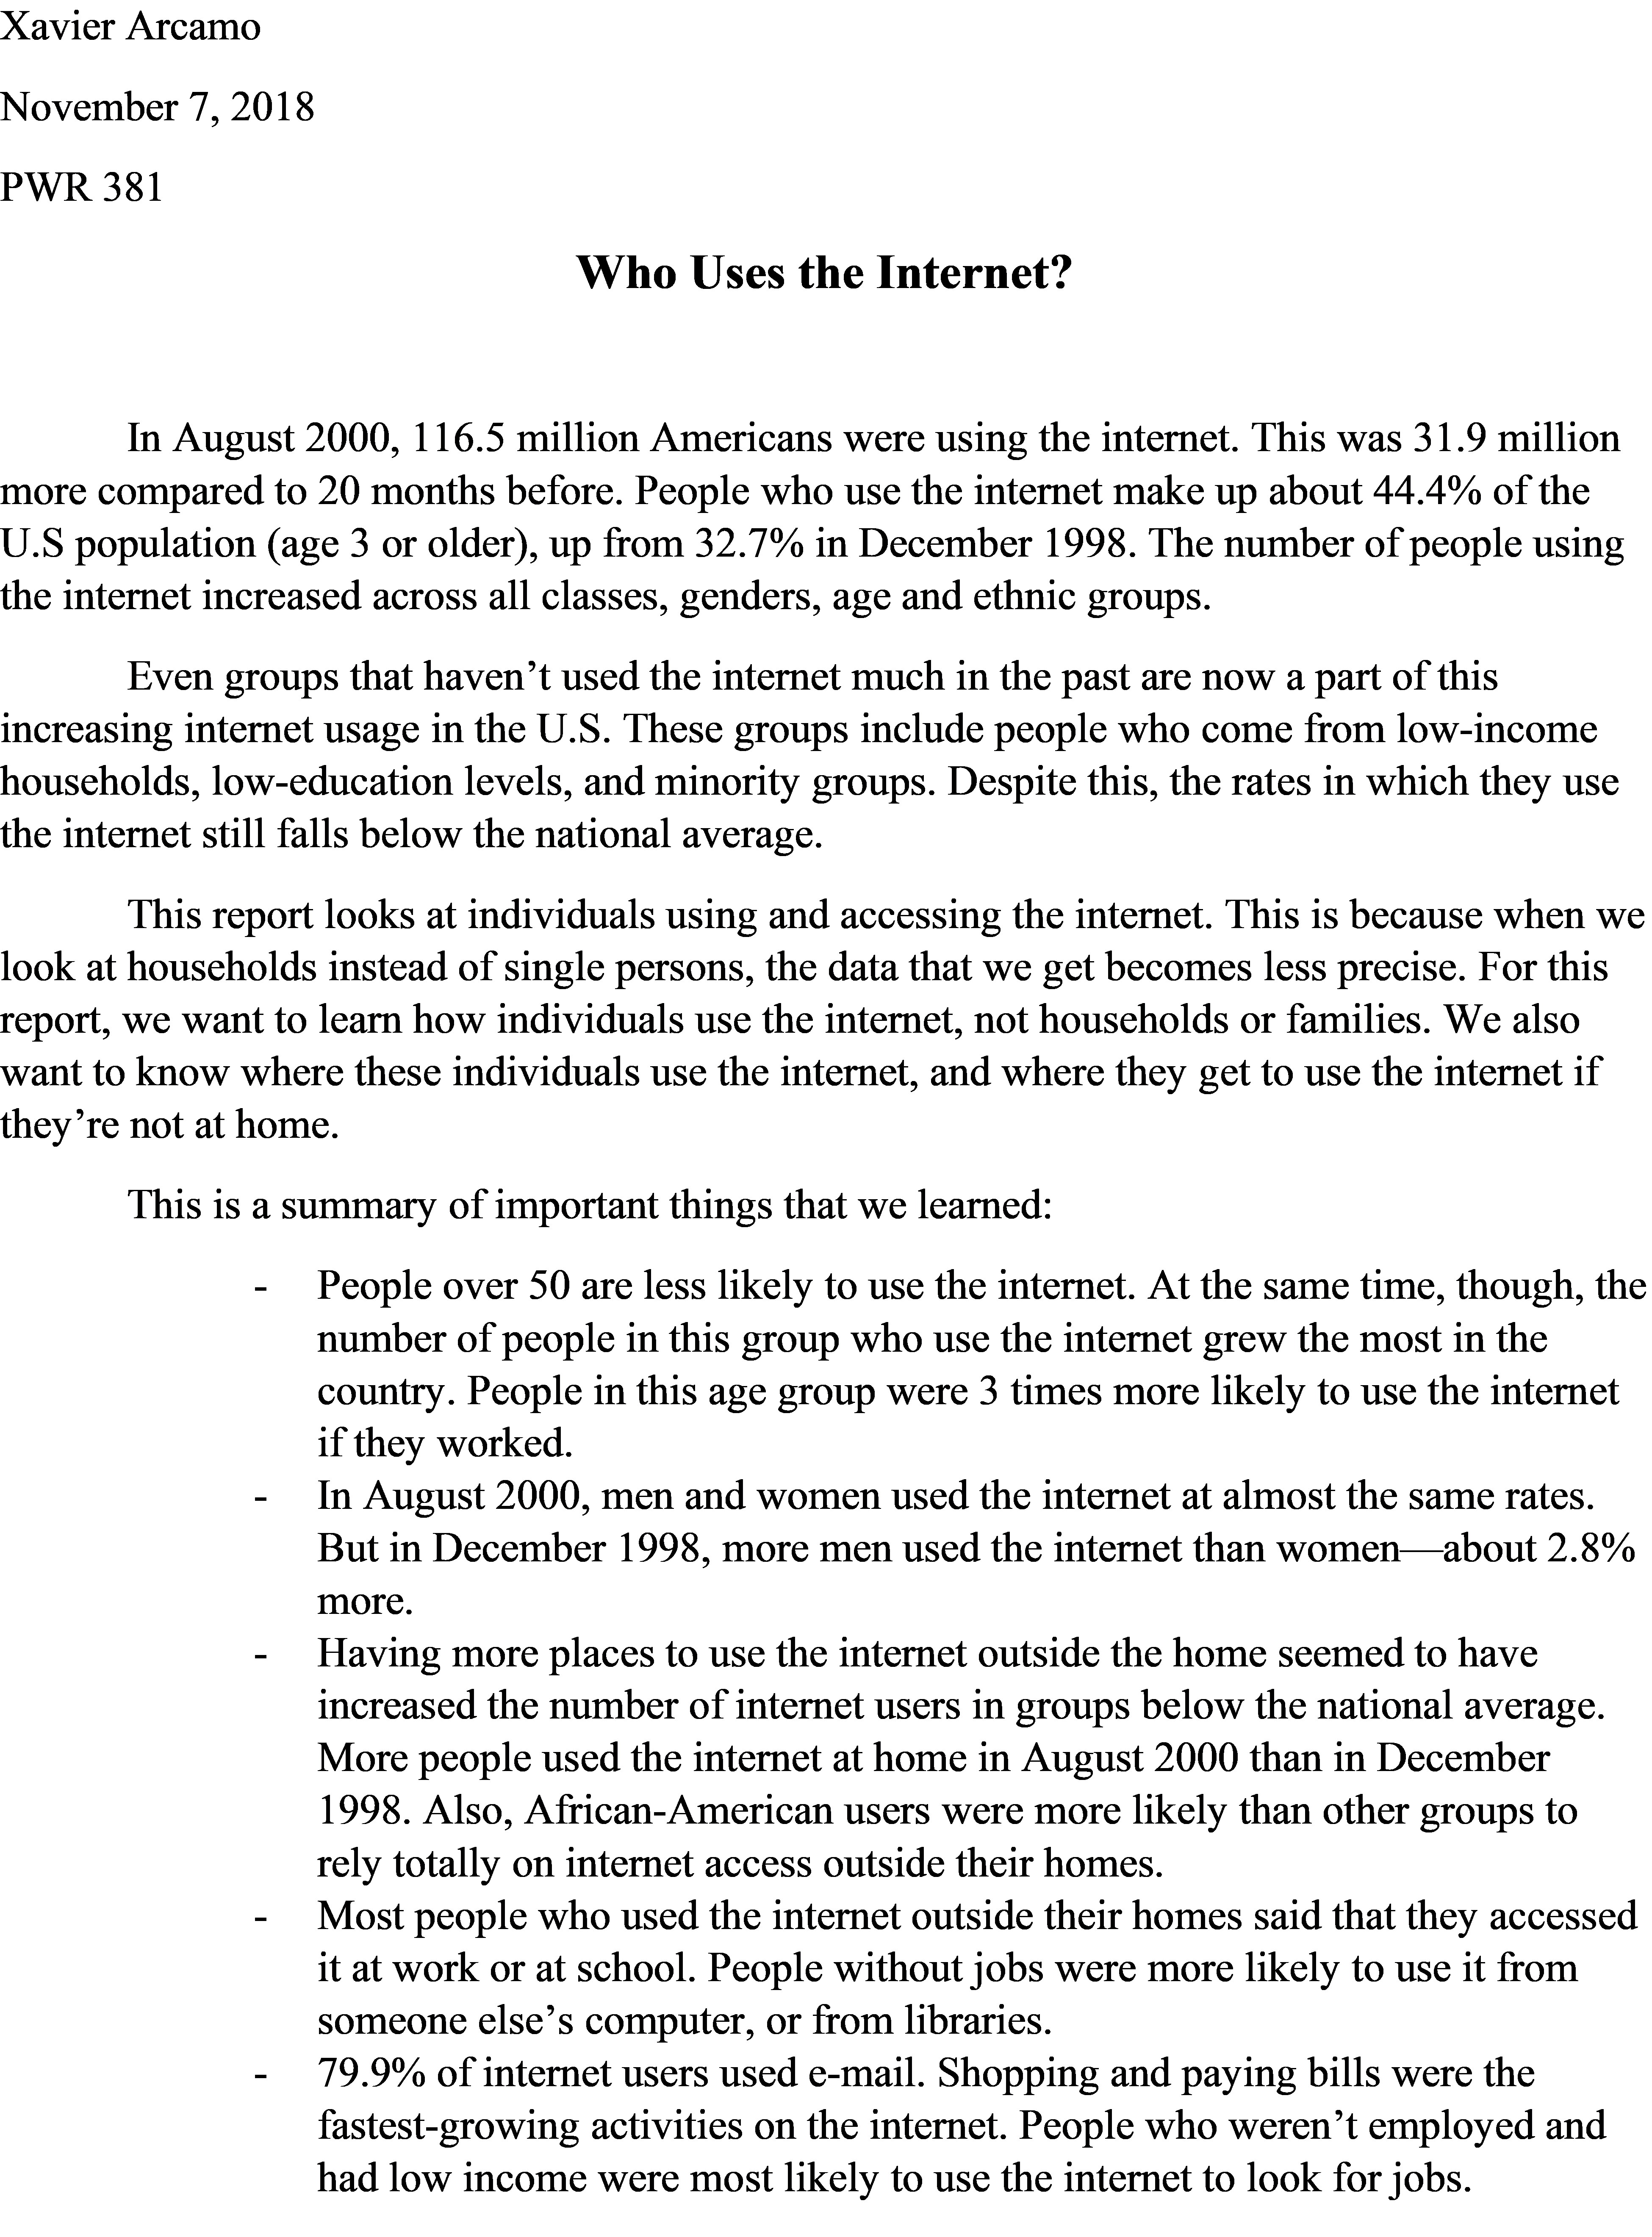 Xavier Arcamo
November 7, 2018
PWR 381
Who Uses the Internet?
In August 2000, 116.5 million Americans were using the internet. This was 31.9 million
more compared to 20 months before. People who use the internet make up about 44.4% of the
U.S population (age 3 or older), up from 32.7% in December 1998. The number of people using
the internet increased across all classes, genders, age and ethnic groups.
Even groups that haven’t used the internet much in the past are now a part of this
increasing internet usage in the U.S. These groups include people who come from low-income
households, low-education levels, and minority groups. Despite this, the rates in which they use
the internet still falls below the national average.
This report looks at individuals using and accessing the internet. This is because when we
look at households instead of single persons, the data that we get becomes less precise. For this
report, we want to learn how individuals use the internet, not households or families. We also
want to know where these individuals use the internet, and where they get to use the internet if
they’re not at home.
This is a summary of important things that we learned:
- People over 50 are less likely to use the internet. At the same time, though, the
number of people in this group who use the internet grew the most in the
country. People in this age group were 3 times more likely to use the internet
if they worked.
- In August 2000, men and women used the internet at almost the same rates.
But in December 1998, more men used the internet than women—about 2.8%
more.
- Having more places to use the internet outside the home seemed to have
increased the number of internet users in groups below the national average.
More people used the internet at home in August 2000 than in December
1998. Also, African-American users were more likely than other groups to
rely totally on internet access outside their homes.
- Most people who used the internet outside their homes said that they accessed
it at work or at school. People without jobs were more likely to use it from
someone else’s computer, or from libraries.
- 79.9% of internet users used e-mail. Shopping and paying bills were the
fastest-growing activities on the internet. People who weren’t employed and
had low income were most likely to use the internet to look for jobs.